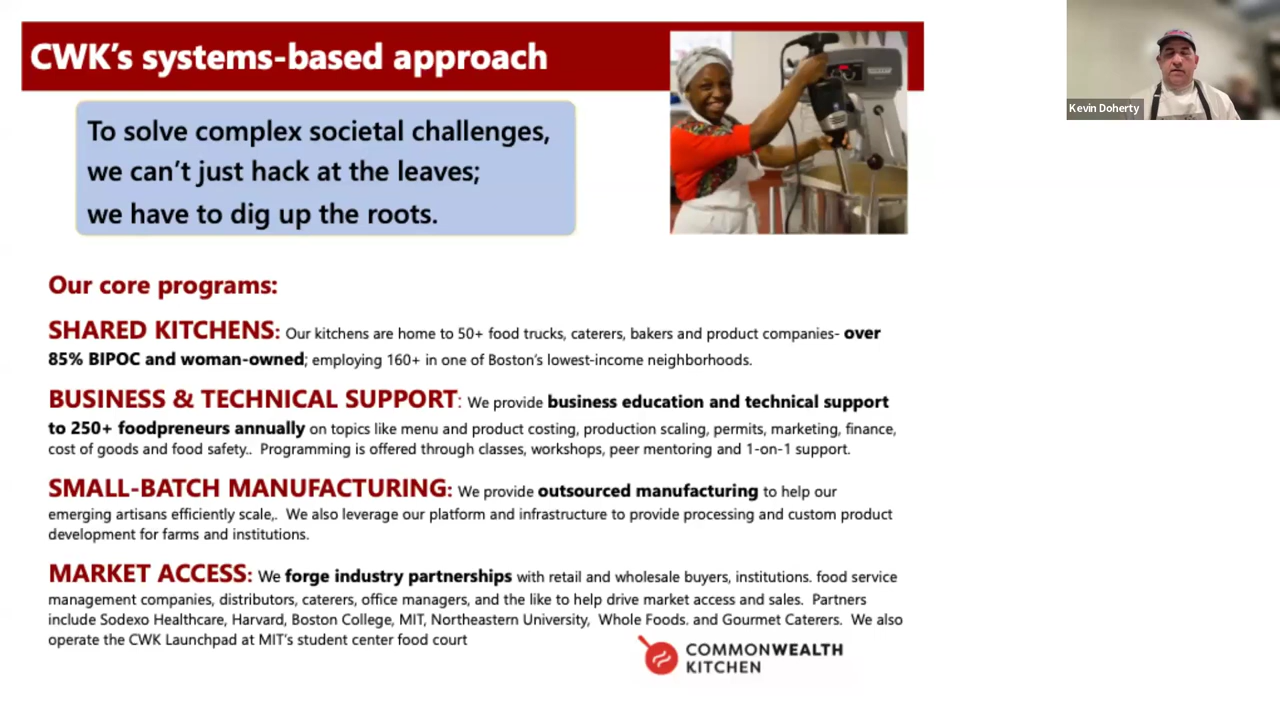 CWK's systems-based approach
Kevin Doherty
To solve complex societal challenges,
we can't just hack at the leaves;
we have to dig up the roots.
Our core programs:
SHARED KITCHENS: Our kitchens are home to 50+ food trucks, caterers, bakers and product companies- over
85% BIPOC and woman-owned; employing 160+ in one of Boston's lowest-income neighborhoods.
BUSINESS & TECHNICAL SUPPORT: We provide business education and technical support
to 250+ foodpreneurs annually on topics like menu and product costing, production scaling, permits, marketing, finance,
cost of goods and food safety.. Programming is offered through classes, workshops, peer mentoring and 1-on-1 support.
SMALL-BATCH MANUFACTURING: We provide outsourced manufacturing to help our
emerging artisans efficiently scale,. We also leverage our platform and infrastructure to provide processing and custom product
development for farms and institutions.
MARKET ACCESS: We forge industry partnerships with retail and wholesale buyers, institutions. food service
management companies, distributors, caterers, office managers, and the like to help drive market access and sales. Partners
include Sodexo Healthcare, Harvard, Boston College, MIT, Northeastern University, Whole Foods. and Gourmet Caterers. We also
operate the CWK Launchpad at MIT's student center food court
COMMONWEALTH
KITCHEN